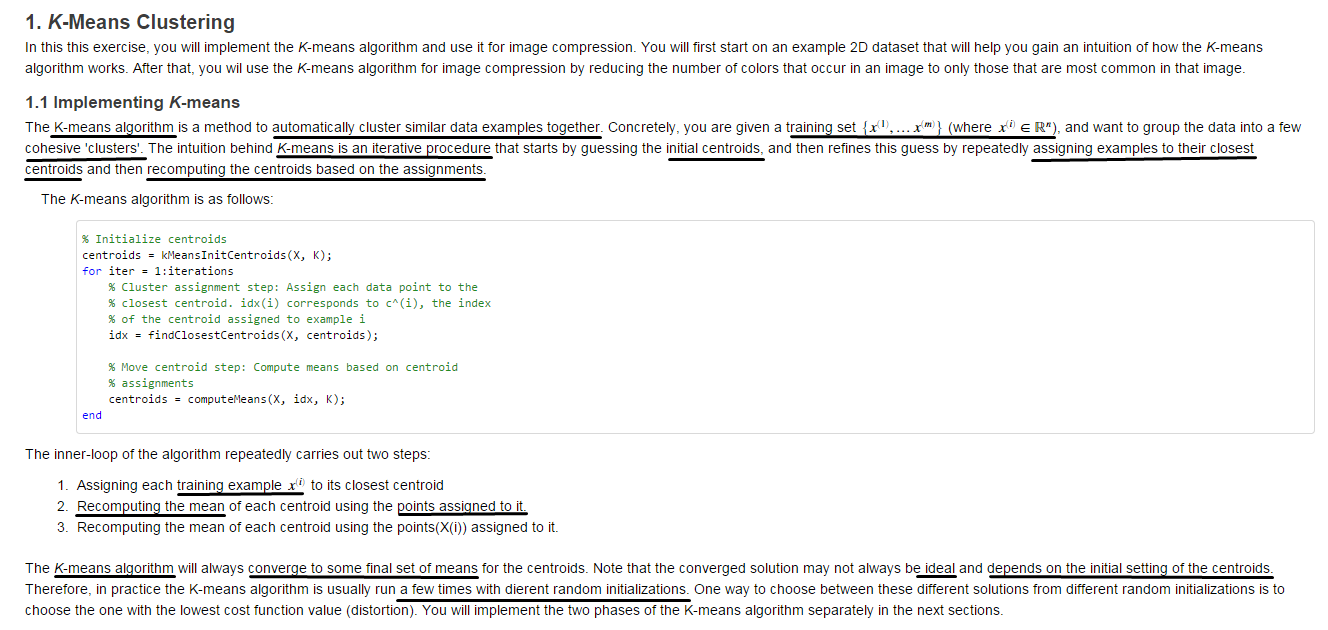 1. K-Means Clustering
In this this exercise, you will implement the K-means algorithm and use it for image compression. You will first start on an example 2D dataset that will help you gain an intuition of how the K-means
algorithm works. After that, you wil use the K-means algorithm for image compression by reducing the number of colors that occur in an image to only those that are most common in that image.
1.1 Implementing K-means
The K-means algorithm is a method to automatically cluster similar data examples together. Concretely, you are given a training set {x⁽¹⁾, … x⁽ᵐ⁾} (where x⁽ⁱ⁾ ∈ ℝⁿ), and want to group the data into a few
cohesive 'clusters'. The intuition behind K-means is an iterative procedure that starts by guessing the initial centroids, and then refines this guess by repeatedly assigning examples to their closest
centroids and then recomputing the centroids based on the assignments.
The K-means algorithm is as follows:
% Initialize centroids
centroids = kMeansInitCentroids(X, K);
for iter = 1:iterations
% Cluster assignment step: Assign each data point to the
% closest centroid. idx(i) corresponds to c^(i), the index
% of the centroid assigned to example i
idx = findClosestCentroids(X, centroids);
% Move centroid step: Compute means based on centroid
% assignments
centroids = computeMeans(X, idx, K);
end
The inner-loop of the algorithm repeatedly carries out two steps:
1. Assigning each training example x⁽ⁱ⁾ to its closest centroid
2. Recomputing the mean of each centroid using the points assigned to it.
3. Recomputing the mean of each centroid using the points(X(i)) assigned to it.
The K-means algorithm will always converge to some final set of means for the centroids. Note that the converged solution may not always be ideal and depends on the initial setting of the centroids.
Therefore, in practice the K-means algorithm is usually run a few times with dierent random initializations. One way to choose between these different solutions from different random initializations is to
choose the one with the lowest cost function value (distortion). You will implement the two phases of the K-means algorithm separately in the next sections.